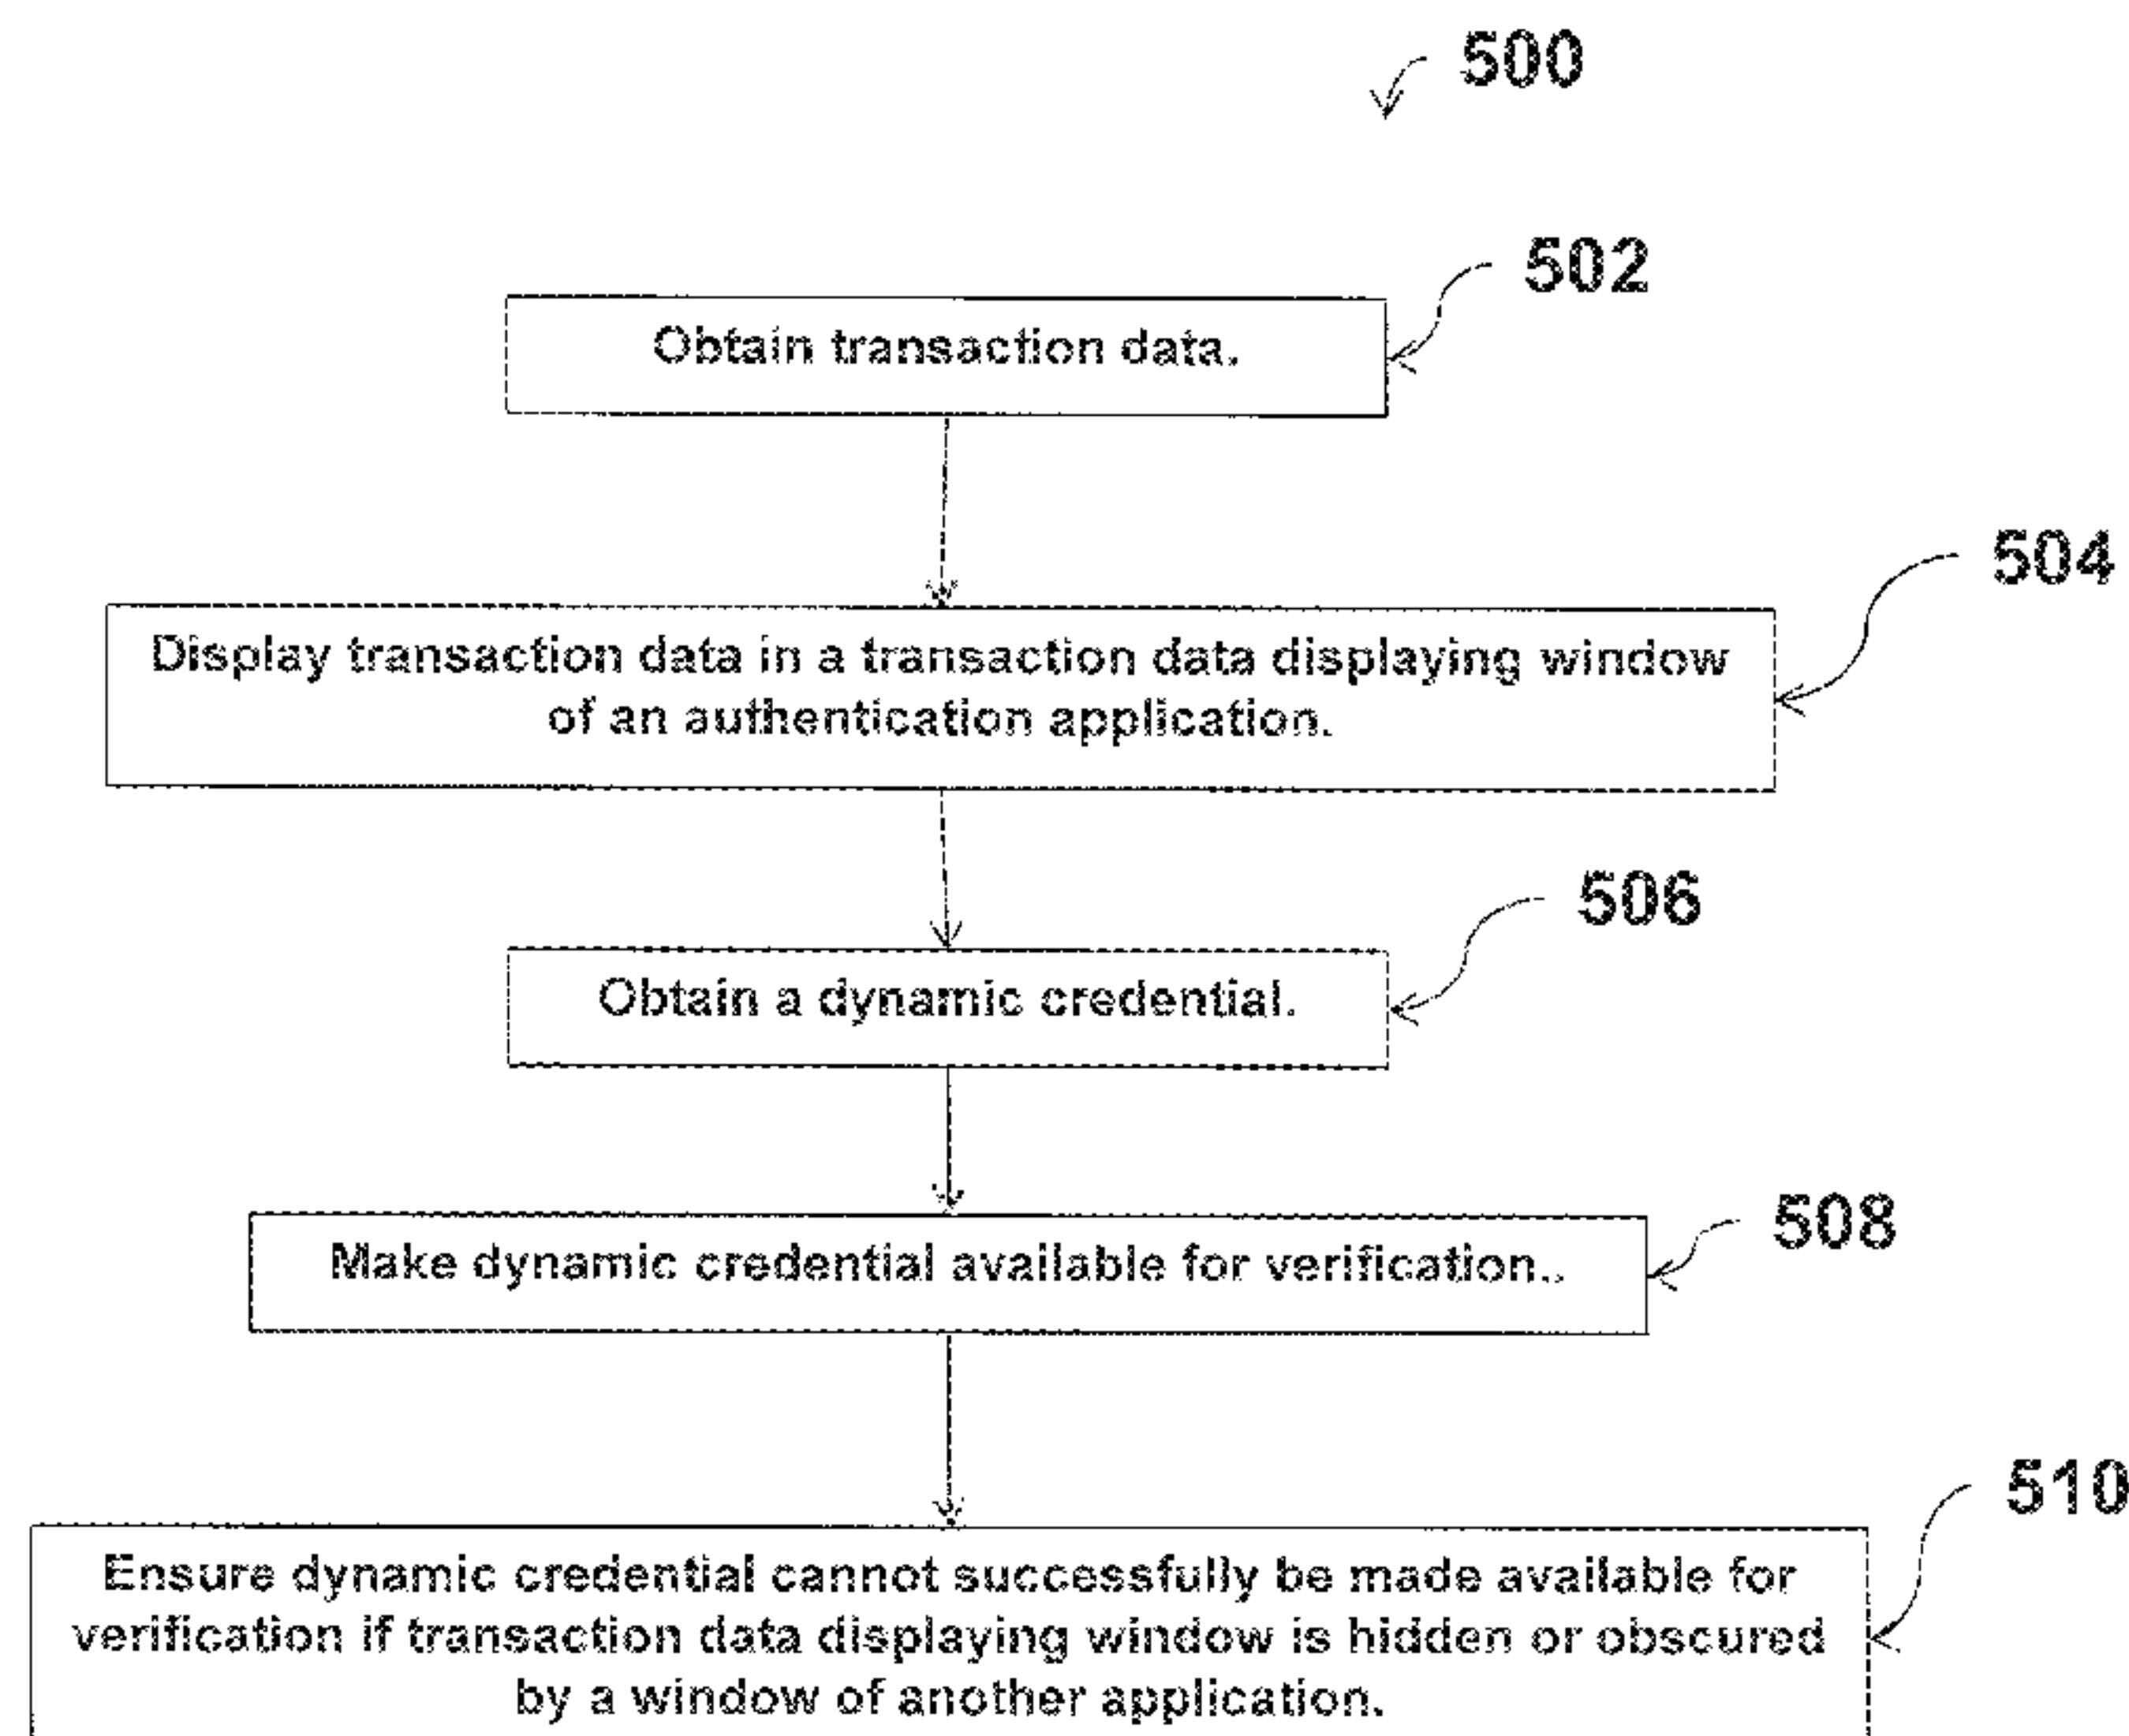 500
502
Obtain transaction data.
504
Display transaction data in a transaction data displaying window
of an authentication application.
506
Obtain a dynamic credential.
508
Make dynamic credential available for verification..
510
Ensure dynamic credential cannot successfully be made available for
verification if transaction data displaying window is hidden or obscured
by a window of another application.